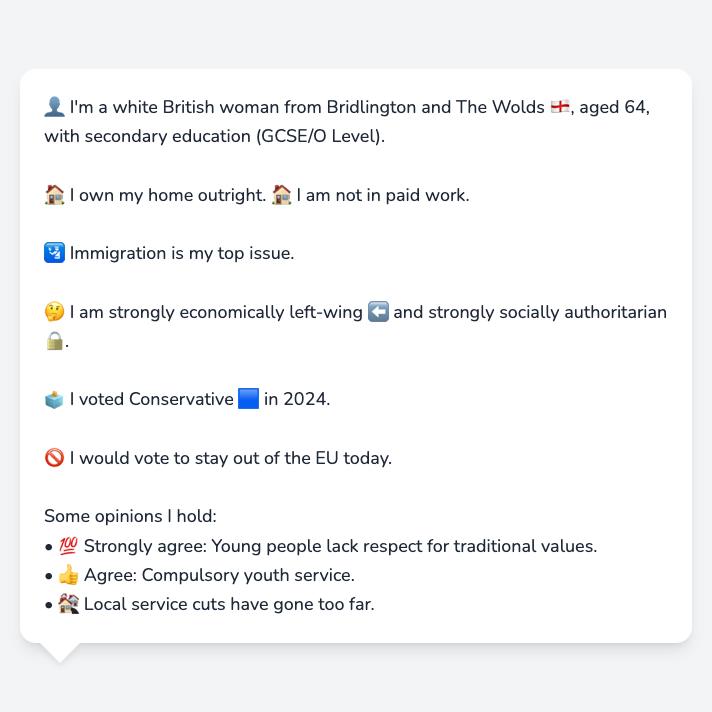 👤 I'm a white British woman from Bridlington and The Wolds 🏴󠁧󠁢󠁥󠁮󠁧󠁿, aged 64,
with secondary education (GCSE/O Level).
🏠 I own my home outright. 🏠 I am not in paid work.
🛂 Immigration is my top issue.
🤔 I am strongly economically left-wing ⬅️ and strongly socially authoritarian
🔒.
🗳️ I voted Conservative 🟦 in 2024.
🚫 I would vote to stay out of the EU today.
Some opinions I hold:
• 💯 Strongly agree: Young people lack respect for traditional values.
• 👍 Agree: Compulsory youth service.
• 🏚️ Local service cuts have gone too far.